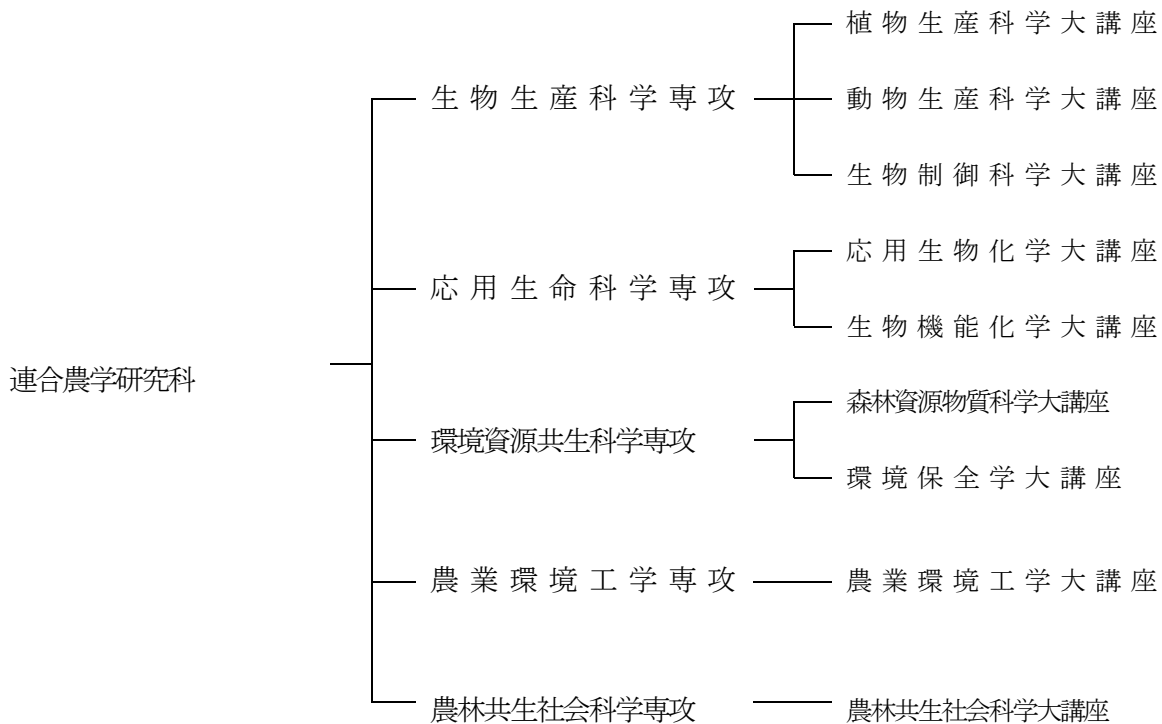 植物生産科学大講座
生物生産科学専攻
動物生産科学大講座
生物制御科学大講座
応用生物化学大講座
応用生命科学専攻
生物機能化学大講座
連合農学研究科
森林資源物質科学大講座
環境資源共生科学専攻
環境保全学大講座
農業環境工学専攻
農業環境工学大講座
農林共生社会科学専攻
農林共生社会科学大講座